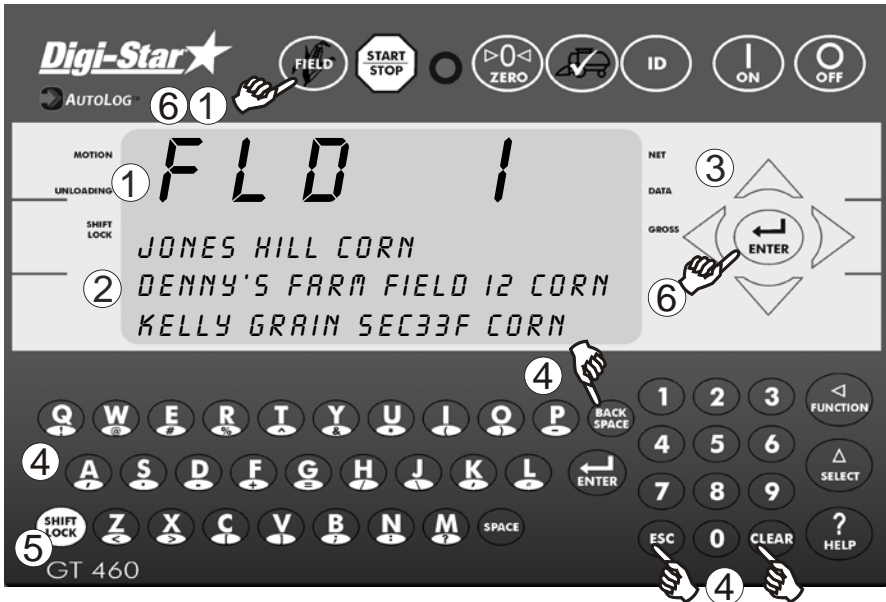 Digi-Star
AUTOLOG™
FIELD
START
STOP
▷0◁
ZERO
ID
ON
OFF
6 1
MOTION
UNLOADING
SHIFT
LOCK
1
FLD 1
NET
DATA
GROSS
3
ENTER
6
JONES HILL CORN
2
DENNY'S FARM FIELD 12 CORN
KELLY GRAIN SEC33F CORN
4
Q ! W @ E # R % T ^ Y & U * I ( O ) P -
BACK
SPACE
1 2 3
FUNCTION
4
A , S . D - F + G = H / J \ K ' L "
ENTER
4 5 6
SELECT
7 8 9
SHIFT
LOCK
5
Z < X > C [ V ] B ; N : M ?
SPACE
ESC 0 CLEAR
?
HELP
4
GT 460